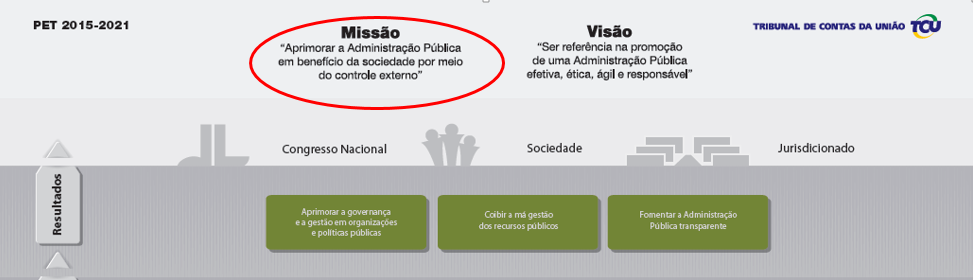 PET 2015-2021
Missão
“Aprimorar a Administração Pública
em benefício da sociedade por meio
do controle externo”
Visão
“Ser referência na promoção
de uma Administração Pública
efetiva, ética, ágil e responsável”
TRIBUNAL DE CONTAS DA UNIÃO TCU
Congresso Nacional
Sociedade
Jurisdicionado
Resultados
Aprimorar a governança
e a gestão em organizações
e políticas públicas
Coibir a má gestão
dos recursos públicos
Fomentar a Administração
Pública transparente